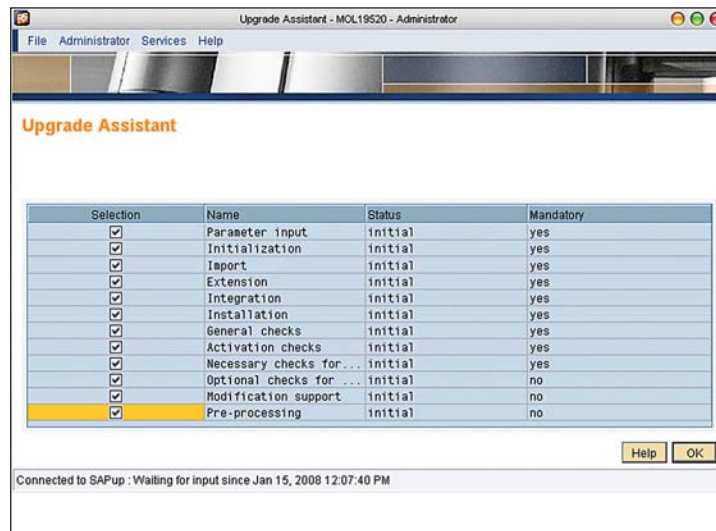 Upgrade Assistant - MOL19520 - Administrator
File Administrator Services Help
Upgrade Assistant
Selection Name Status Mandatory
Parameter input initial yes
Initialization initial yes
Import initial yes
Extension initial yes
Integration initial yes
Installation initial yes
General checks initial yes
Activation checks initial yes
Necessary checks for... initial yes
Optional checks for ... initial no
Modification support initial no
Pre-processing initial no
Help OK
Connected to SAPup : Waiting for input since Jan 15, 2008 12:07:40 PM